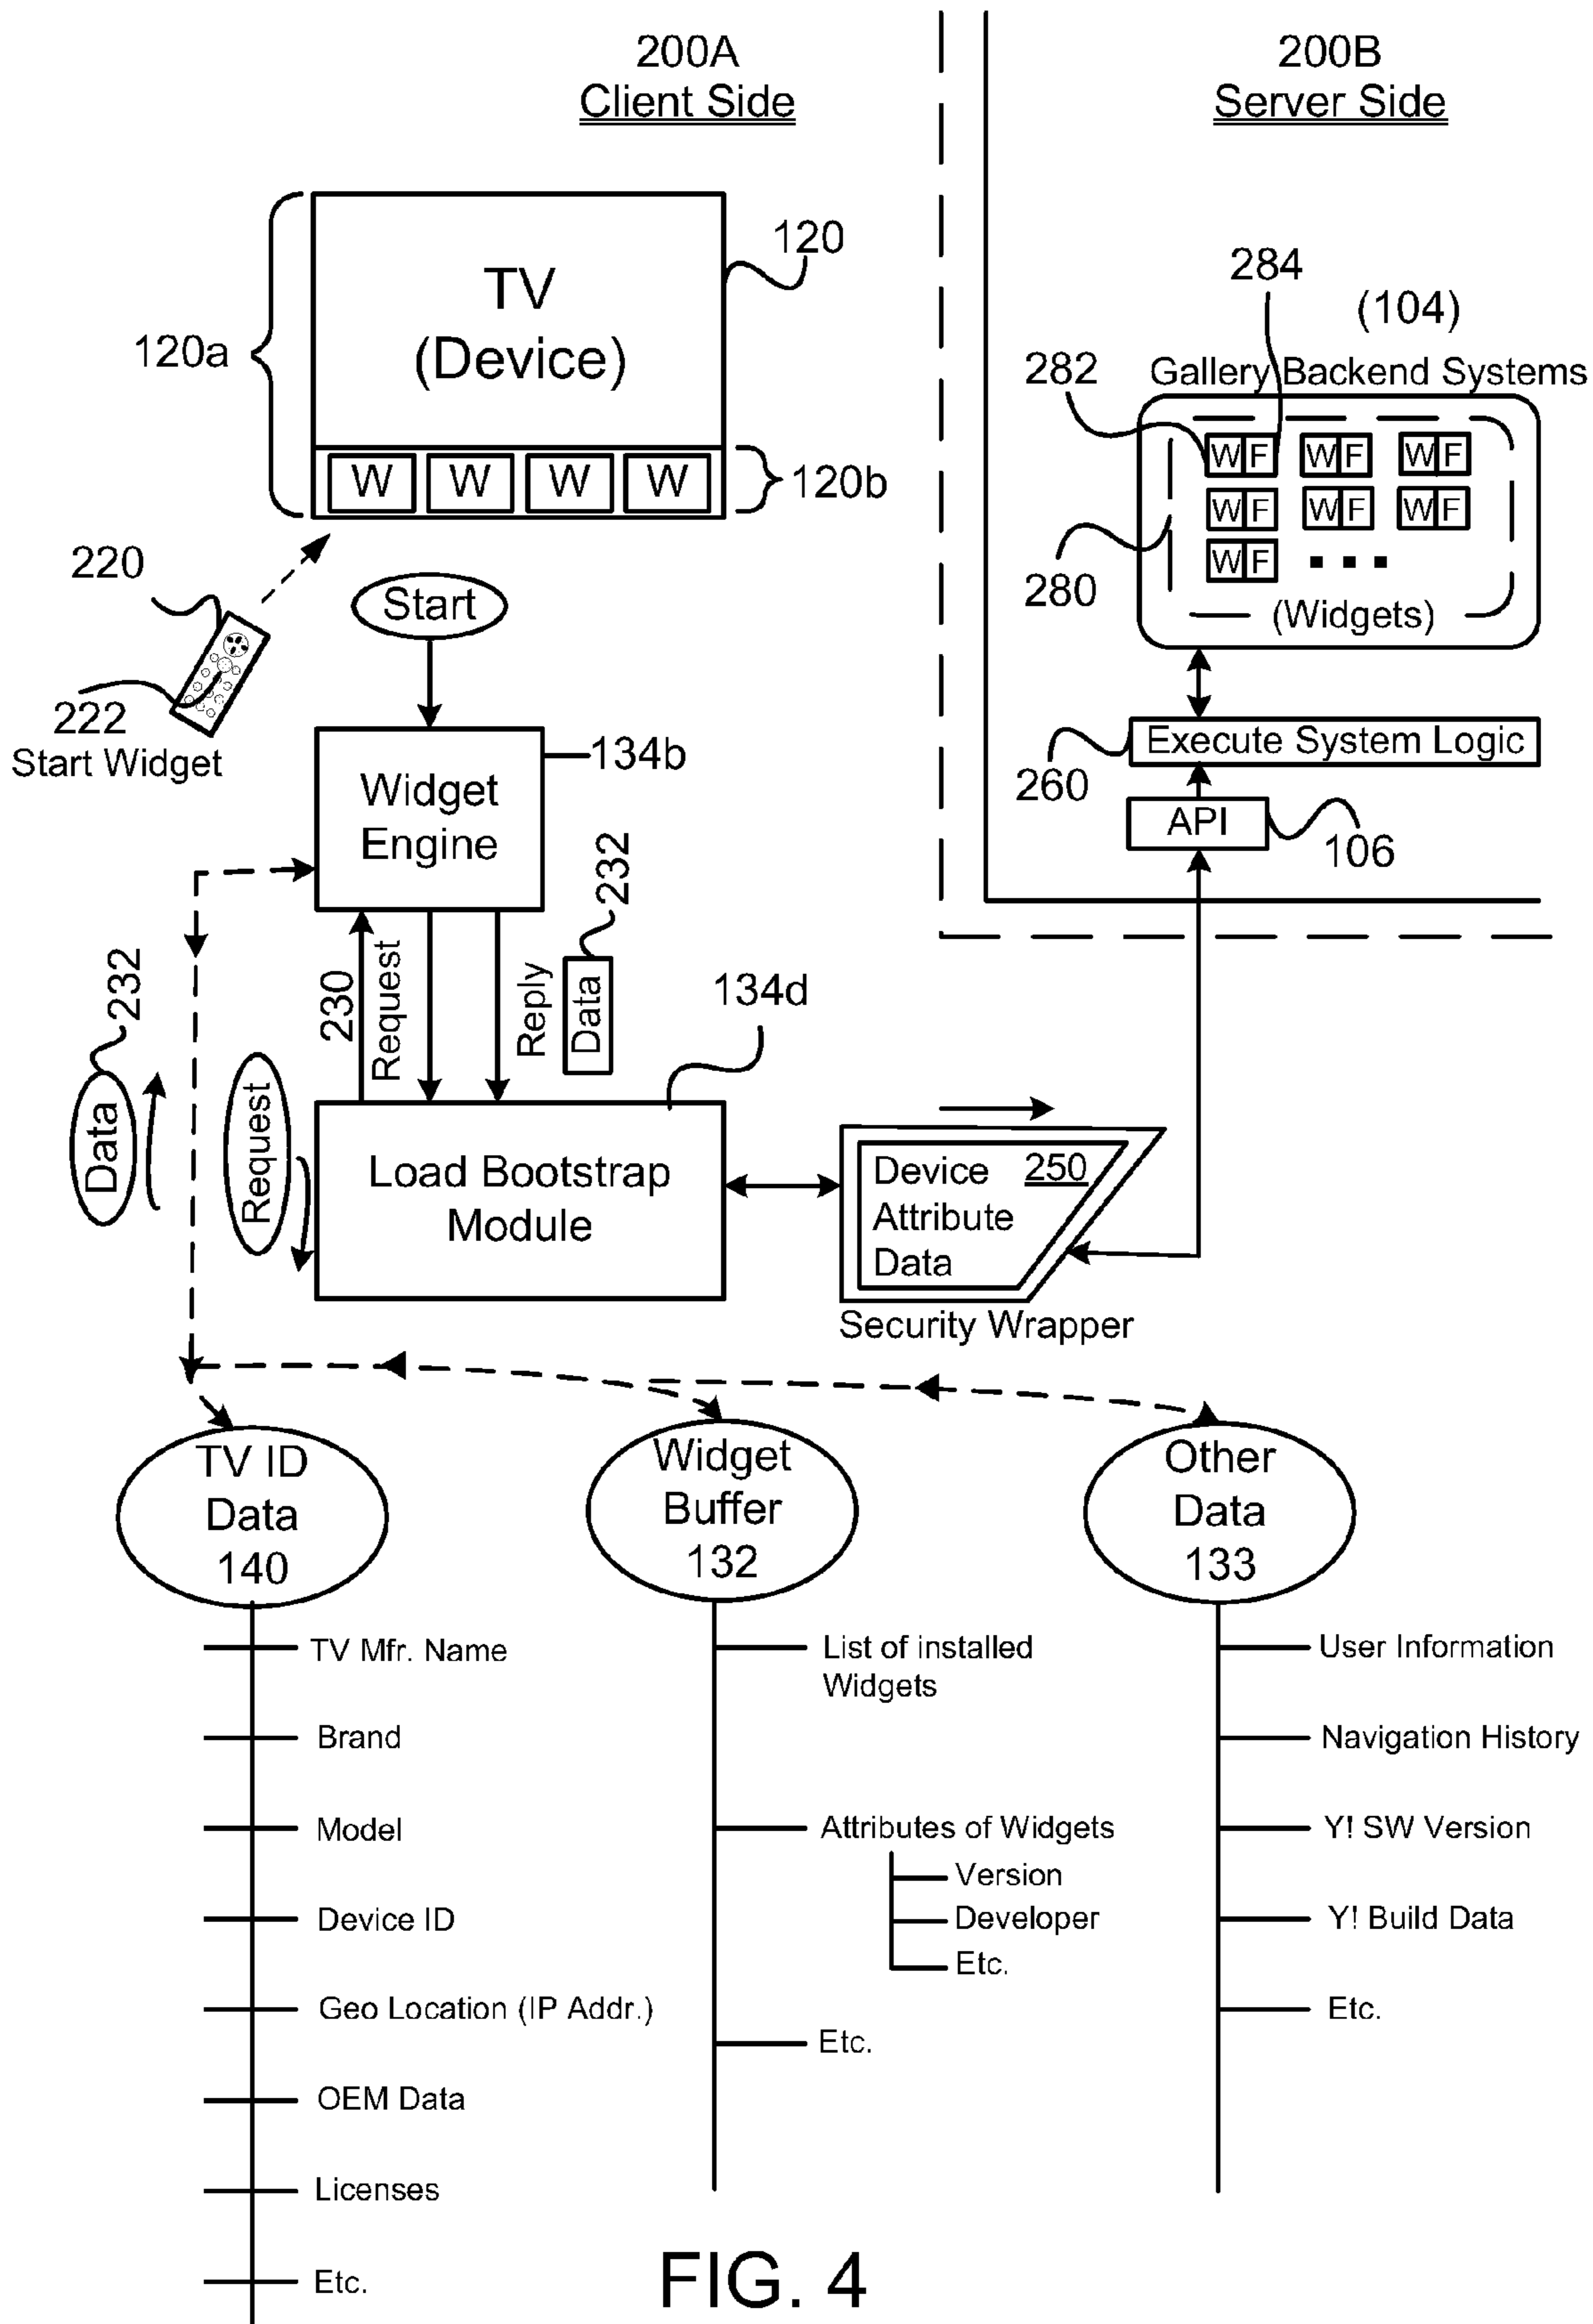 200A
Client Side
200B
Server Side
120
TV
(Device)
120a
W W W W
120b
284
(104)
282
Gallery Backend Systems
WF WF WF
WF WF WF
WF ...
280
(Widgets)
220
222
Start Widget
Start
134b
Widget
Engine
260
Execute System Logic
API
106
232
Data
230
Request
Reply
232
Data
134d
Request
Load Bootstrap
Module
Device 250
Attribute
Data
Security Wrapper
TV ID
Data
140
TV Mfr. Name
Brand
Model
Device ID
Geo Location (IP Addr.)
OEM Data
Licenses
Etc.
Widget
Buffer
132
List of installed
Widgets
Attributes of Widgets
Version
Developer
Etc.
Etc.
Other
Data
133
User Information
Navigation History
Y! SW Version
Y! Build Data
Etc.
FIG. 4